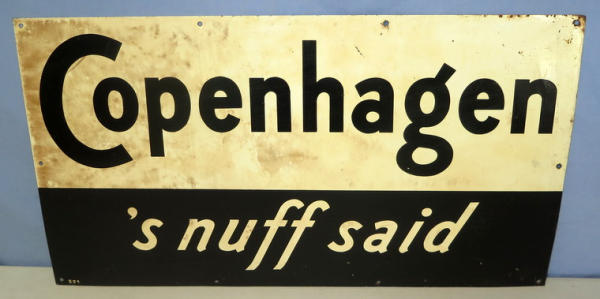 Copenhagen
's nuff said